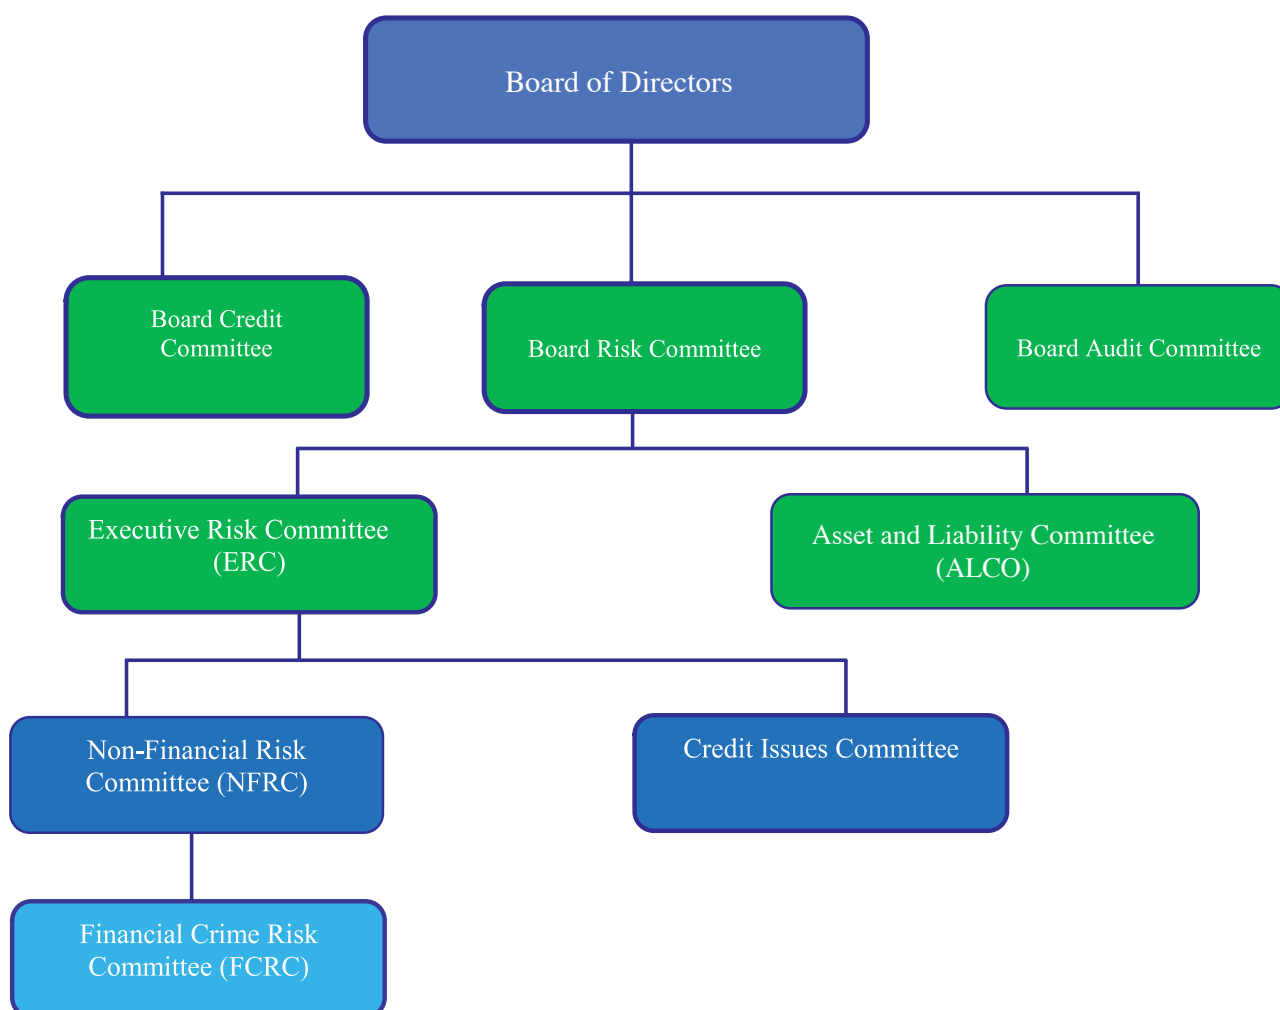 Board of Directors
Board Credit
Committee
Board Risk Committee
Board Audit Committee
Executive Risk Committee
(ERC)
Asset and Liability Committee
(ALCO)
Non-Financial Risk
Committee (NFRC)
Credit Issues Committee
Financial Crime Risk
Committee (FCRC)